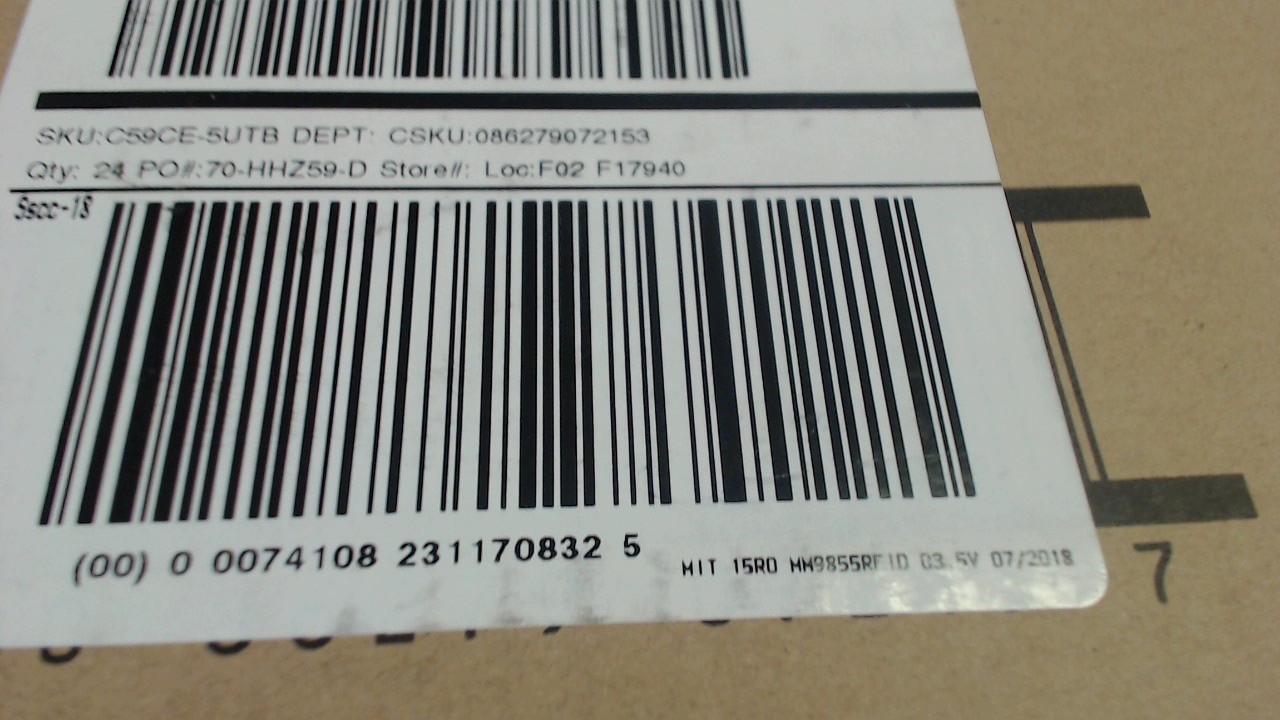 SKU:C59CE-5UTB DEPT: CSKU:086279072153
Qty: 24 PO#:70-HHZ59-D Store#: Loc:F02 F17940
Sscc-18
(00) 0 0074108 231170832 5
MIT 15RO MM9855RFID 03.5V 07/2018
7